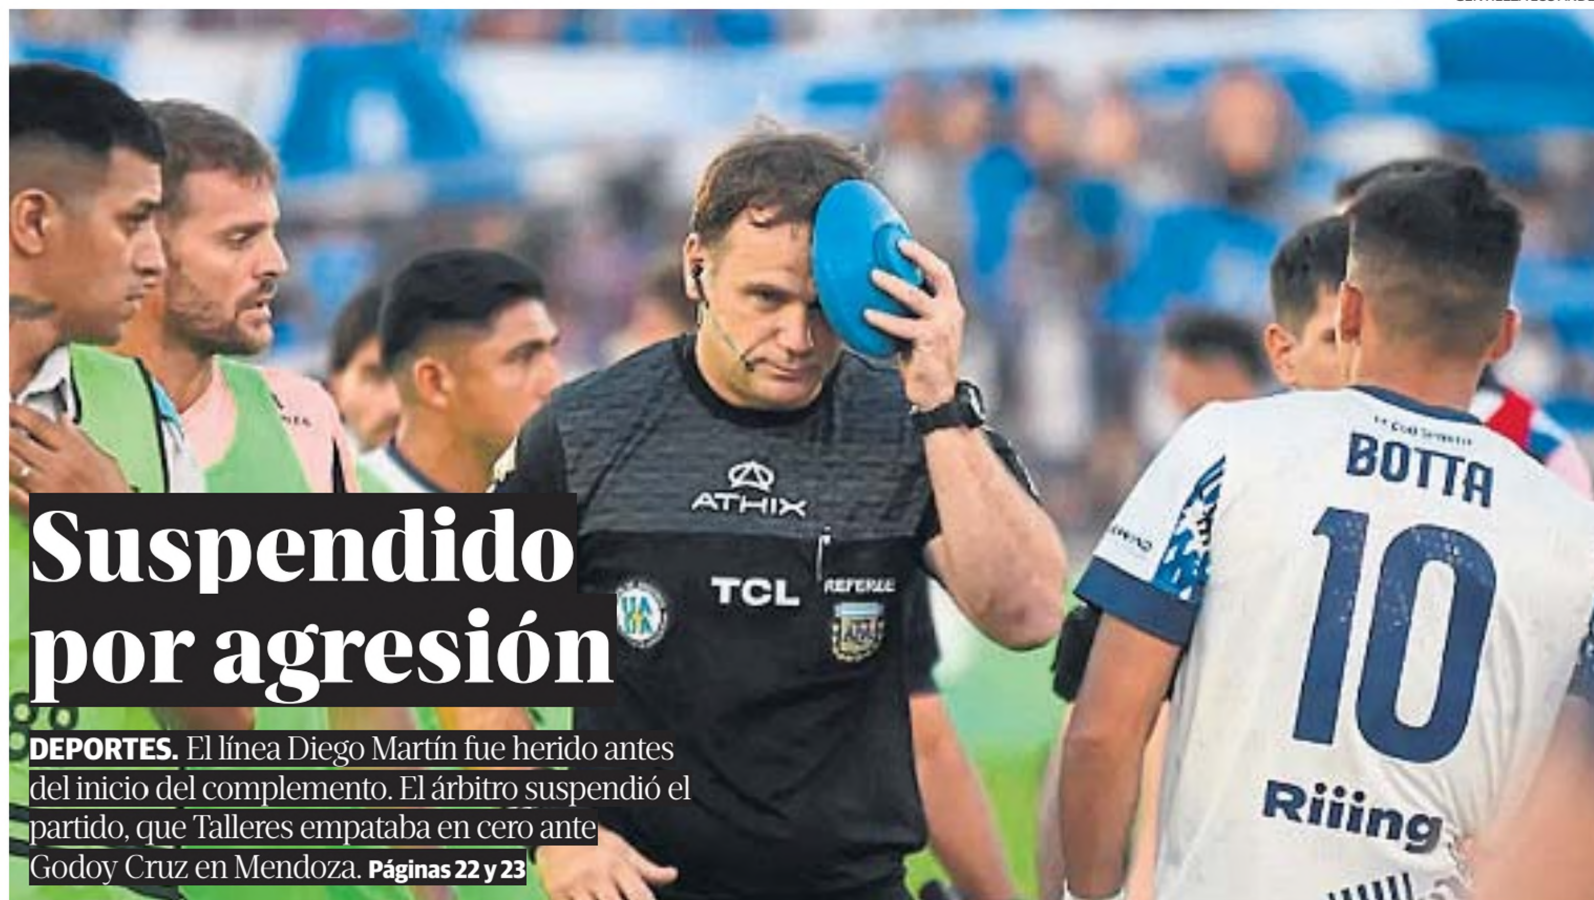 Suspendido
por agresión
DEPORTES. El línea Diego Martín fue herido antes
del inicio del complemento. El árbitro suspendió el
partido, que Talleres empataba en cero ante
Godoy Cruz en Mendoza. Páginas 22 y 23
ATHIX
TCL
REFEREE
AFA
BOTTA
10
Riiing